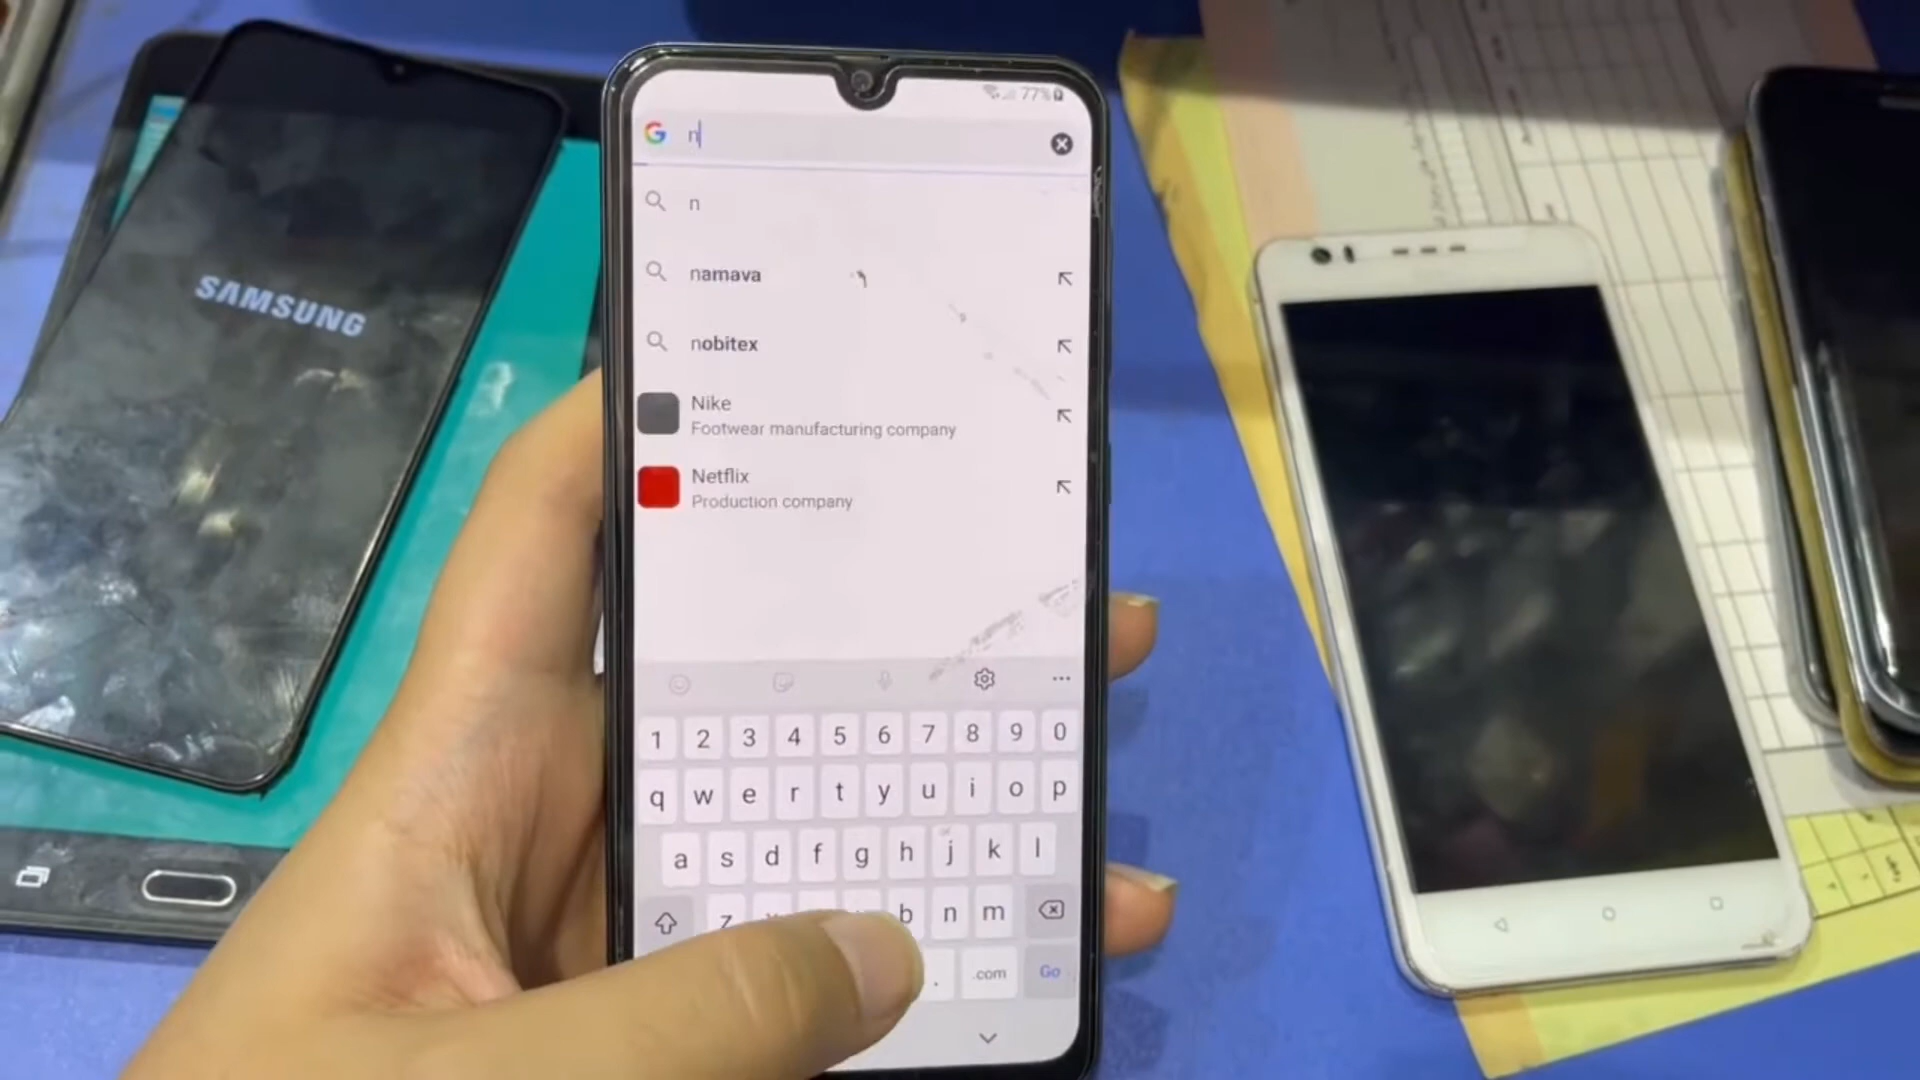 SAMSUNG
77%
n
n
namava
nobitex
Nike
Footwear manufacturing company
Netflix
Production company
1 2 3 4 5 6 7 8 9 0
q w e r t y u i o p
a s d f g h j k l
z b n m
. .com Go